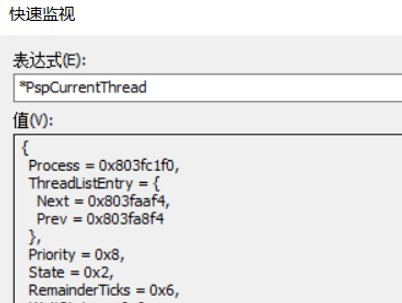 快速监视
表达式(E):
*PspCurrentThread
值(V):
{
Process = 0x803fc1f0,
ThreadListEntry = {
Next = 0x803faaf4,
Prev = 0x803fa8f4
},
Priority = 0x8,
State = 0x2,
RemainderTicks = 0x6,